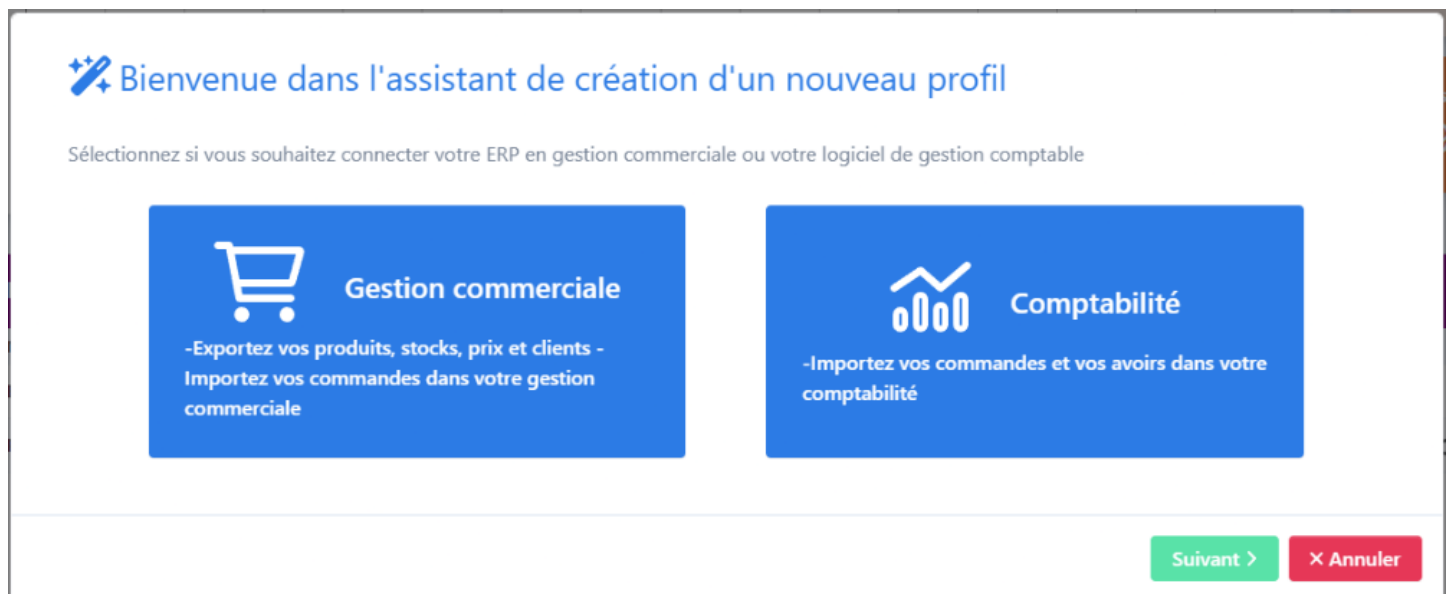 Bienvenue dans l'assistant de création d'un nouveau profil
Sélectionnez si vous souhaitez connecter votre ERP en gestion commerciale ou votre logiciel de gestion comptable
Gestion commerciale
-Exportez vos produits, stocks, prix et clients -
Importez vos commandes dans votre gestion
commerciale
Comptabilité
-Importez vos commandes et vos avoirs dans votre
comptabilité
Suivant >
× Annuler